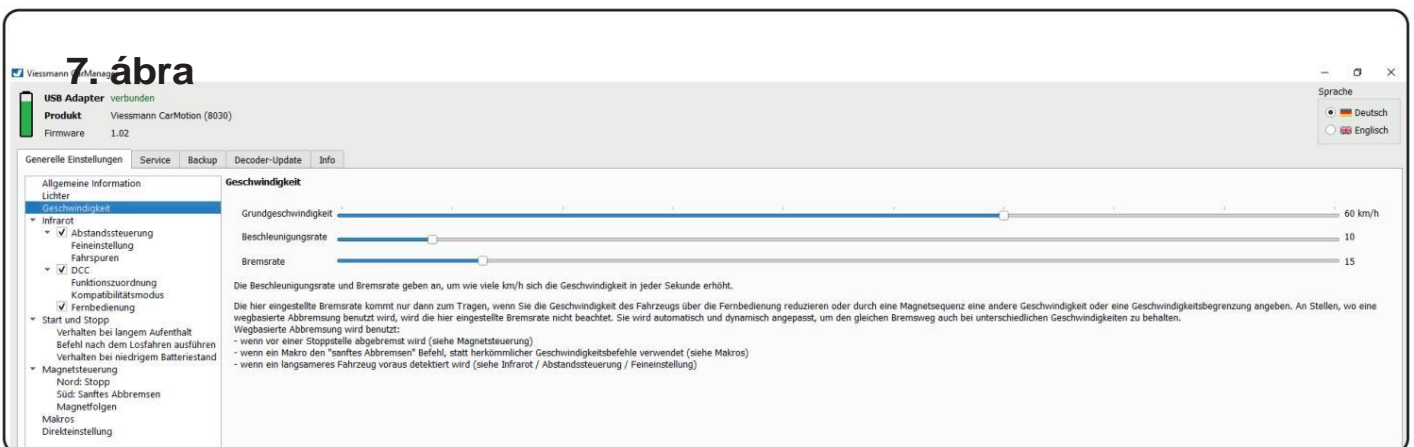 7. ábra
Viessmann CarManager
USB Adapter verbunden
Produkt Viessmann CarMotion (8030)
Firmware 1.02
Sprache
Deutsch
Englisch
Generelle Einstellungen Service Backup Decoder-Update Info
Allgemeine Information
Lichter
Geschwindigkeit
Infrarot
Abstandssteuerung
Feineinstellung
Fahrspuren
DCC
Funktionszuordnung
Kompatibilitätsmodus
Fernbedienung
Start und Stopp
Verhalten bei langem Aufenthalt
Befehl nach dem Losfahren ausführen
Verhalten bei niedrigem Batteriestand
Magnetsteuerung
Nord: Stopp
Süd: Sanftes Abbremsen
Magnetfolgen
Makros
Direkteinstellung
Geschwindigkeit
Grundgeschwindigkeit 60 km/h
Beschleunigungsrate 10
Bremsrate 15
Die Beschleunigungsrate und Bremsrate geben an, um wie viele km/h sich die Geschwindigkeit in jeder Sekunde erhöht.
Die hier eingestellte Bremsrate kommt nur dann zum Tragen, wenn Sie die Geschwindigkeit des Fahrzeugs über die Fernbedienung reduzieren oder durch eine Magnetsequenz eine andere Geschwindigkeit oder eine Geschwindigkeitsbegrenzung angeben. An Stellen, wo eine
wegbasierte Abbremsung benutzt wird, wird die hier eingestellte Bremsrate nicht beachtet. Sie wird automatisch und dynamisch angepasst, um den gleichen Bremsweg auch bei unterschiedlichen Geschwindigkeiten zu behalten.
Wegbasierte Abbremsung wird benutzt:
- wenn vor einer Stoppstelle abgebremst wird (siehe Magnetsteuerung)
- wenn ein Makro den "sanftes Abbremsen" Befehl, statt herkömmlicher Geschwindigkeitsbefehle verwendet (siehe Makros)
- wenn ein langsameres Fahrzeug voraus detektiert wird (siehe Infrarot / Abstandssteuerung / Feineinstellung)